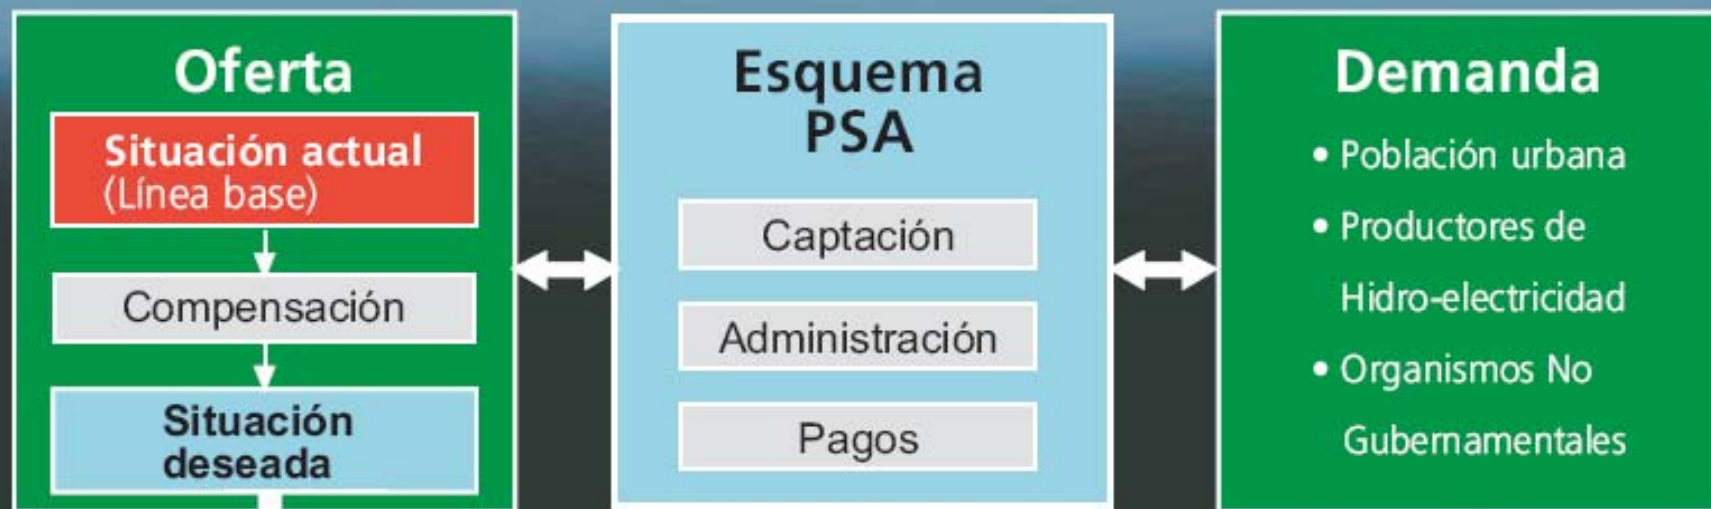 Oferta
Situación actual
(Línea base)
Compensación
Situación
deseada
Esquema
PSA
Captación
Administración
Pagos
Demanda
• Población urbana
• Productores de
Hidro-electricidad
• Organismos No
Gubernamentales